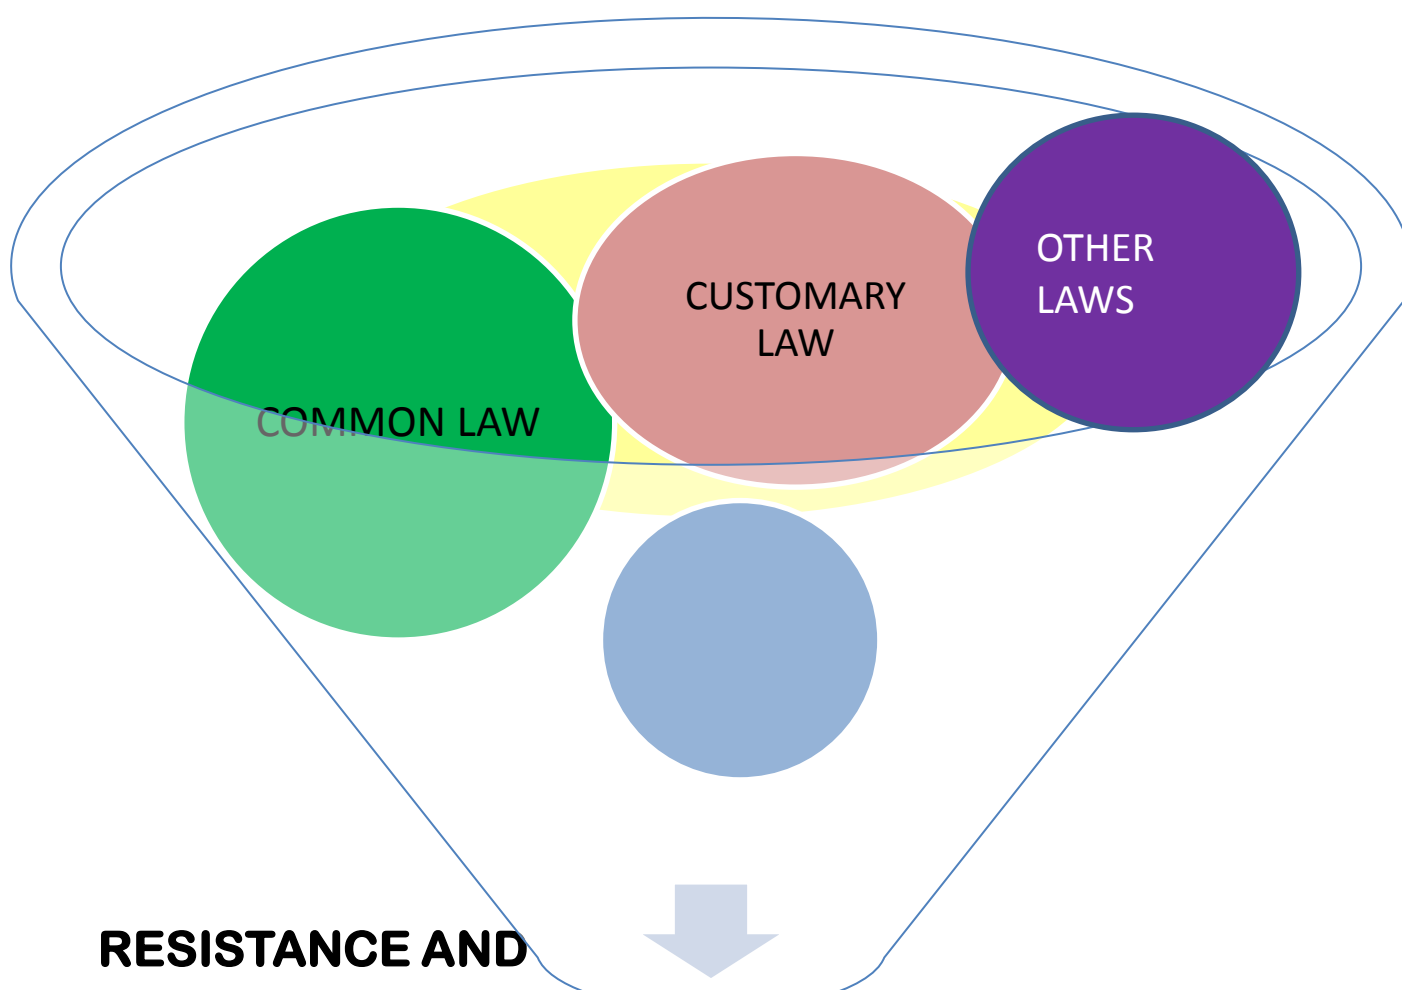 OTHER
LAWS
CUSTOMARY
LAW
COMMON LAW
RESISTANCE AND